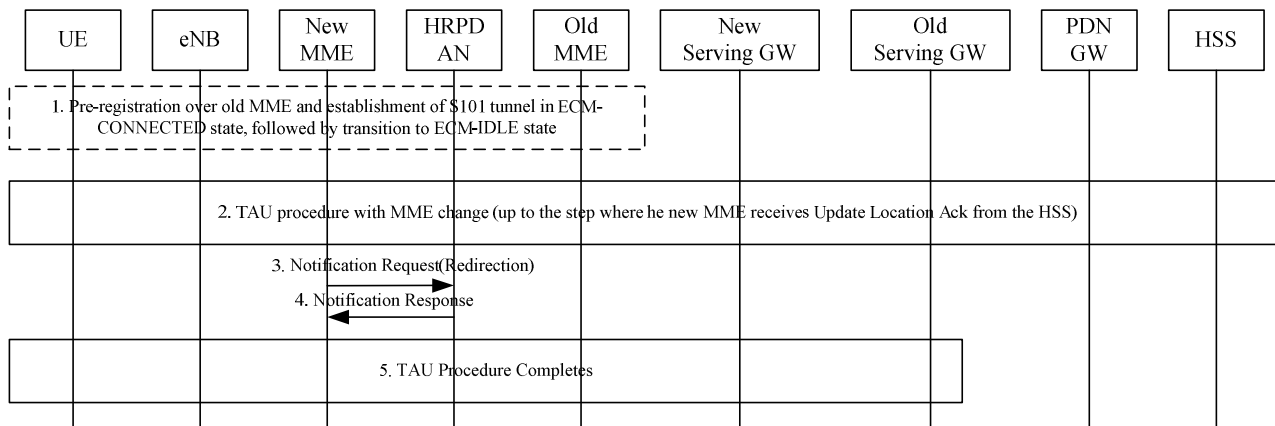 UE
eNB
New
MME
HRPD
AN
Old
MME
New
Serving GW
Old
Serving GW
PDN
GW
HSS
1. Pre-registration over old MME and establishment of S101 tunnel in ECM-
CONNECTED state, followed by transition to ECM-IDLE state
2. TAU procedure with MME change (up to the step where he new MME receives Update Location Ack from the HSS)
3. Notification Request(Redirection)
4. Notification Response
5. TAU Procedure Completes